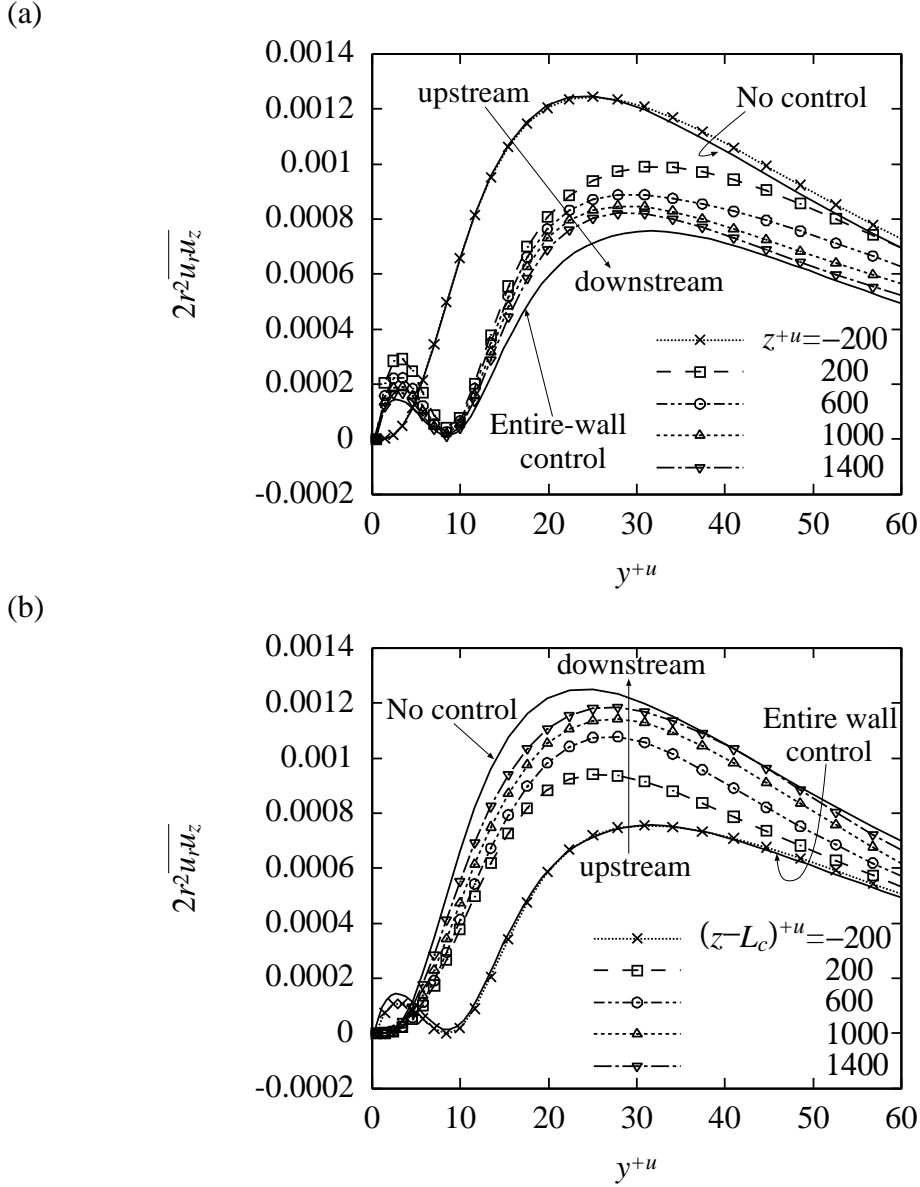 (a)
0.0014
0.0012
0.001
0.0008
0.0006
0.0004
0.0002
0
-0.0002
2r²uᵣu_z
upstream
No control
downstream
Entire-wall
control
z⁺ᵘ=−200
200
600
1000
1400
0 10 20 30 40 50 60
y⁺ᵘ
(b)
0.0014
0.0012
0.001
0.0008
0.0006
0.0004
0.0002
0
-0.0002
2r²uᵣu_z
downstream
No control
Entire wall
control
upstream
(z−L_c)⁺ᵘ=−200
200
600
1000
1400
0 10 20 30 40 50 60
y⁺ᵘ